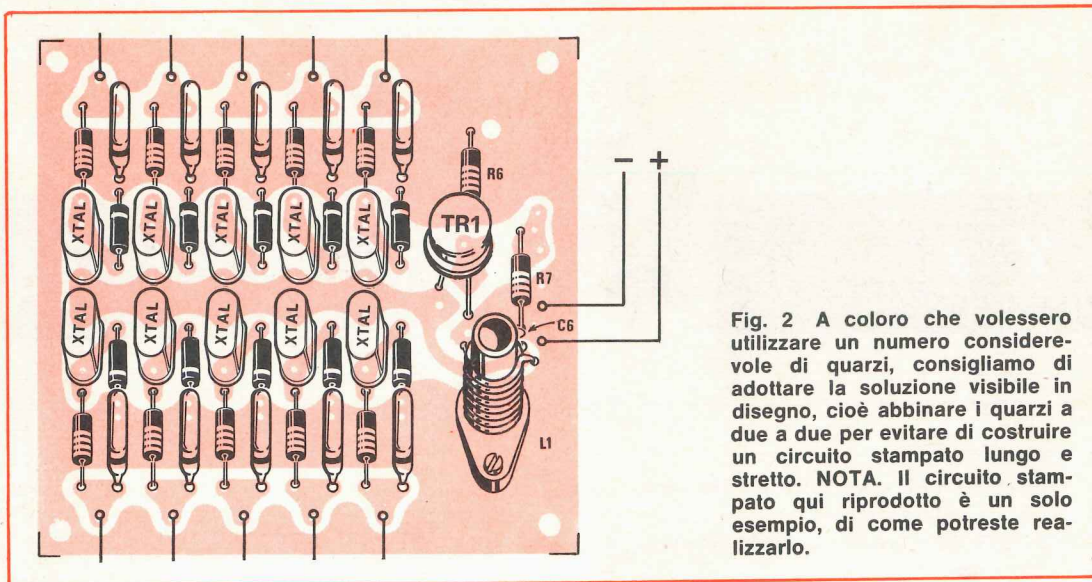 XTAL XTAL XTAL XTAL XTAL
XTAL XTAL XTAL XTAL XTAL
R6
TR1
R7
C6
L1
- +
Fig. 2 A coloro che volessero
utilizzare un numero considere-
vole di quarzi, consigliamo di
adottare la soluzione visibile in
disegno, cioè abbinare i quarzi a
due a due per evitare di costruire
un circuito stampato lungo e
stretto. NOTA. Il circuito stam-
pato qui riprodotto è un solo
esempio, di come potreste rea-
lizzarlo.